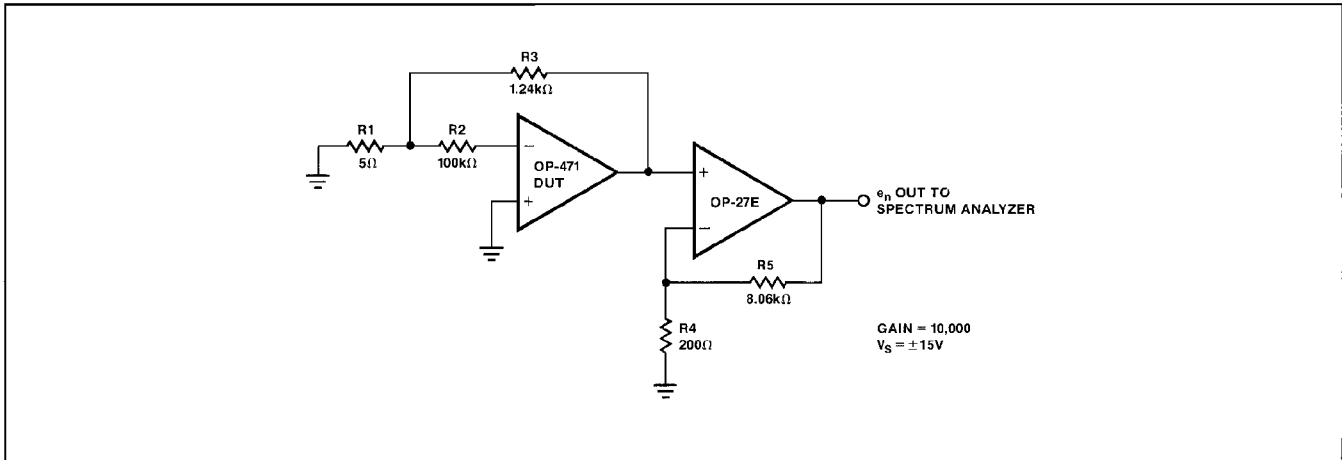 R3
1.24kΩ
R1
5Ω
R2
100kΩ
−
OP-471
DUT
+
+
OP-27E
−
en OUT TO
SPECTRUM ANALYZER
R5
8.06kΩ
R4
200Ω
GAIN = 10,000
VS = ±15V